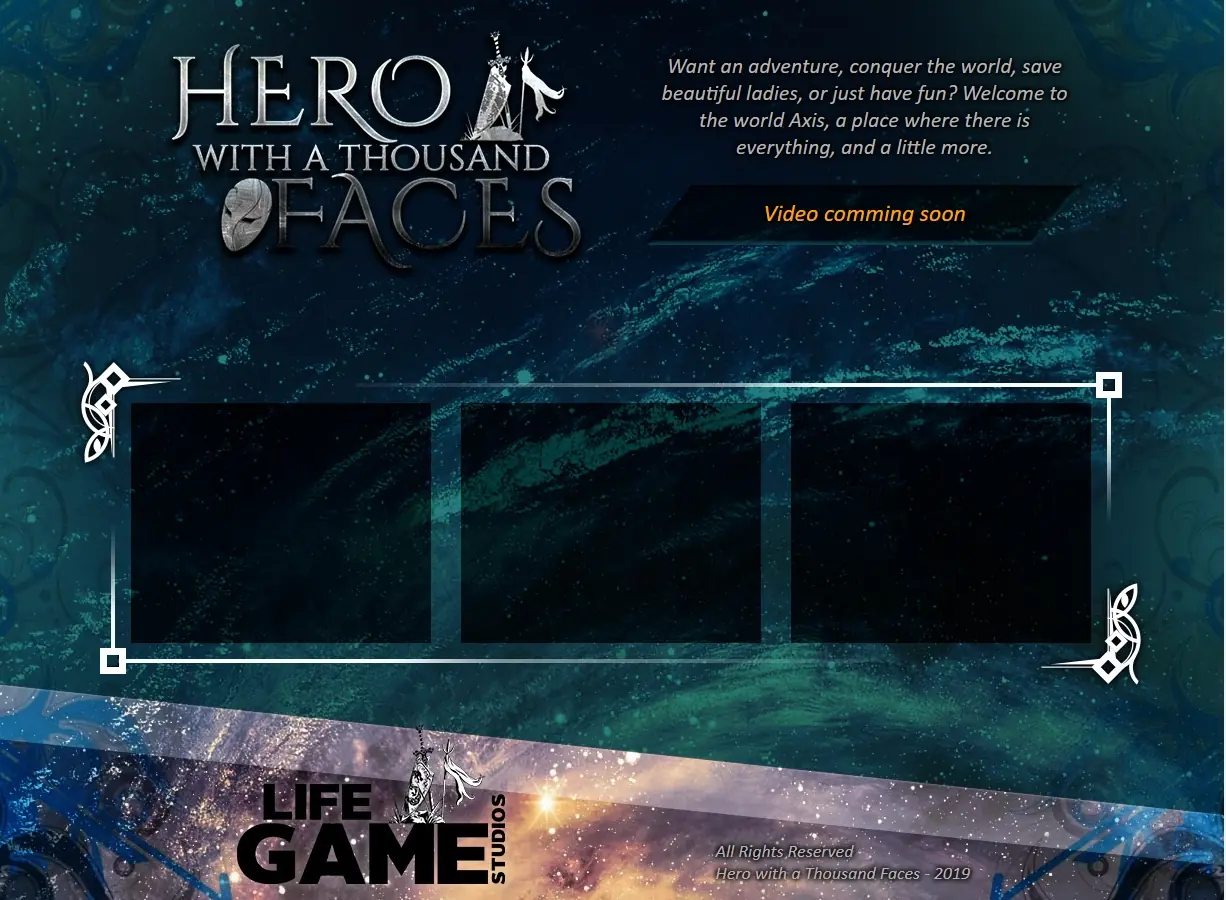 HERO
WITH A THOUSAND
FACES
Want an adventure, conquer the world, save
beautiful ladies, or just have fun? Welcome to
the world Axis, a place where there is
everything, and a little more.
Video comming soon
LIFE
GAME
STUDIOS
All Rights Reserved
Hero with a Thousand Faces - 2019